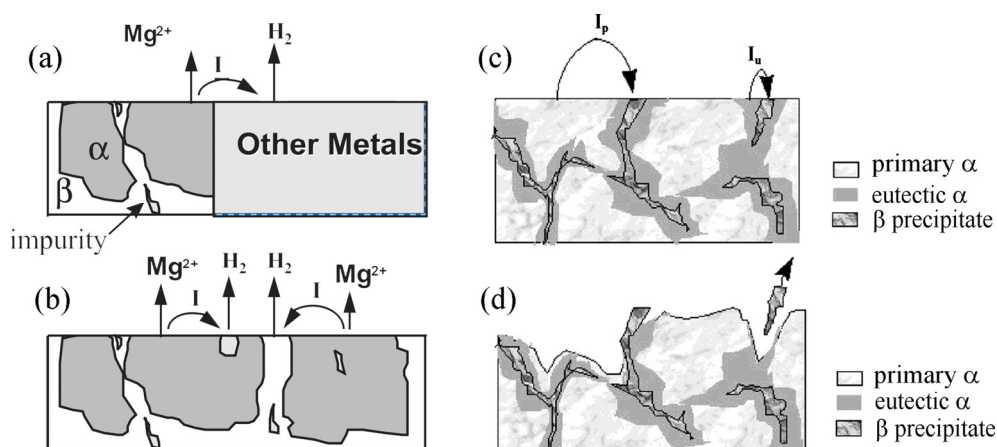 (a)
Mg²⁺
H₂
I
α
Other Metals
β
impurity
(b)
Mg²⁺
H₂
H₂
Mg²⁺
I
I
(c)
Iₚ
Iᵤ
primary α
eutectic α
β precipitate
(d)
primary α
eutectic α
β precipitate